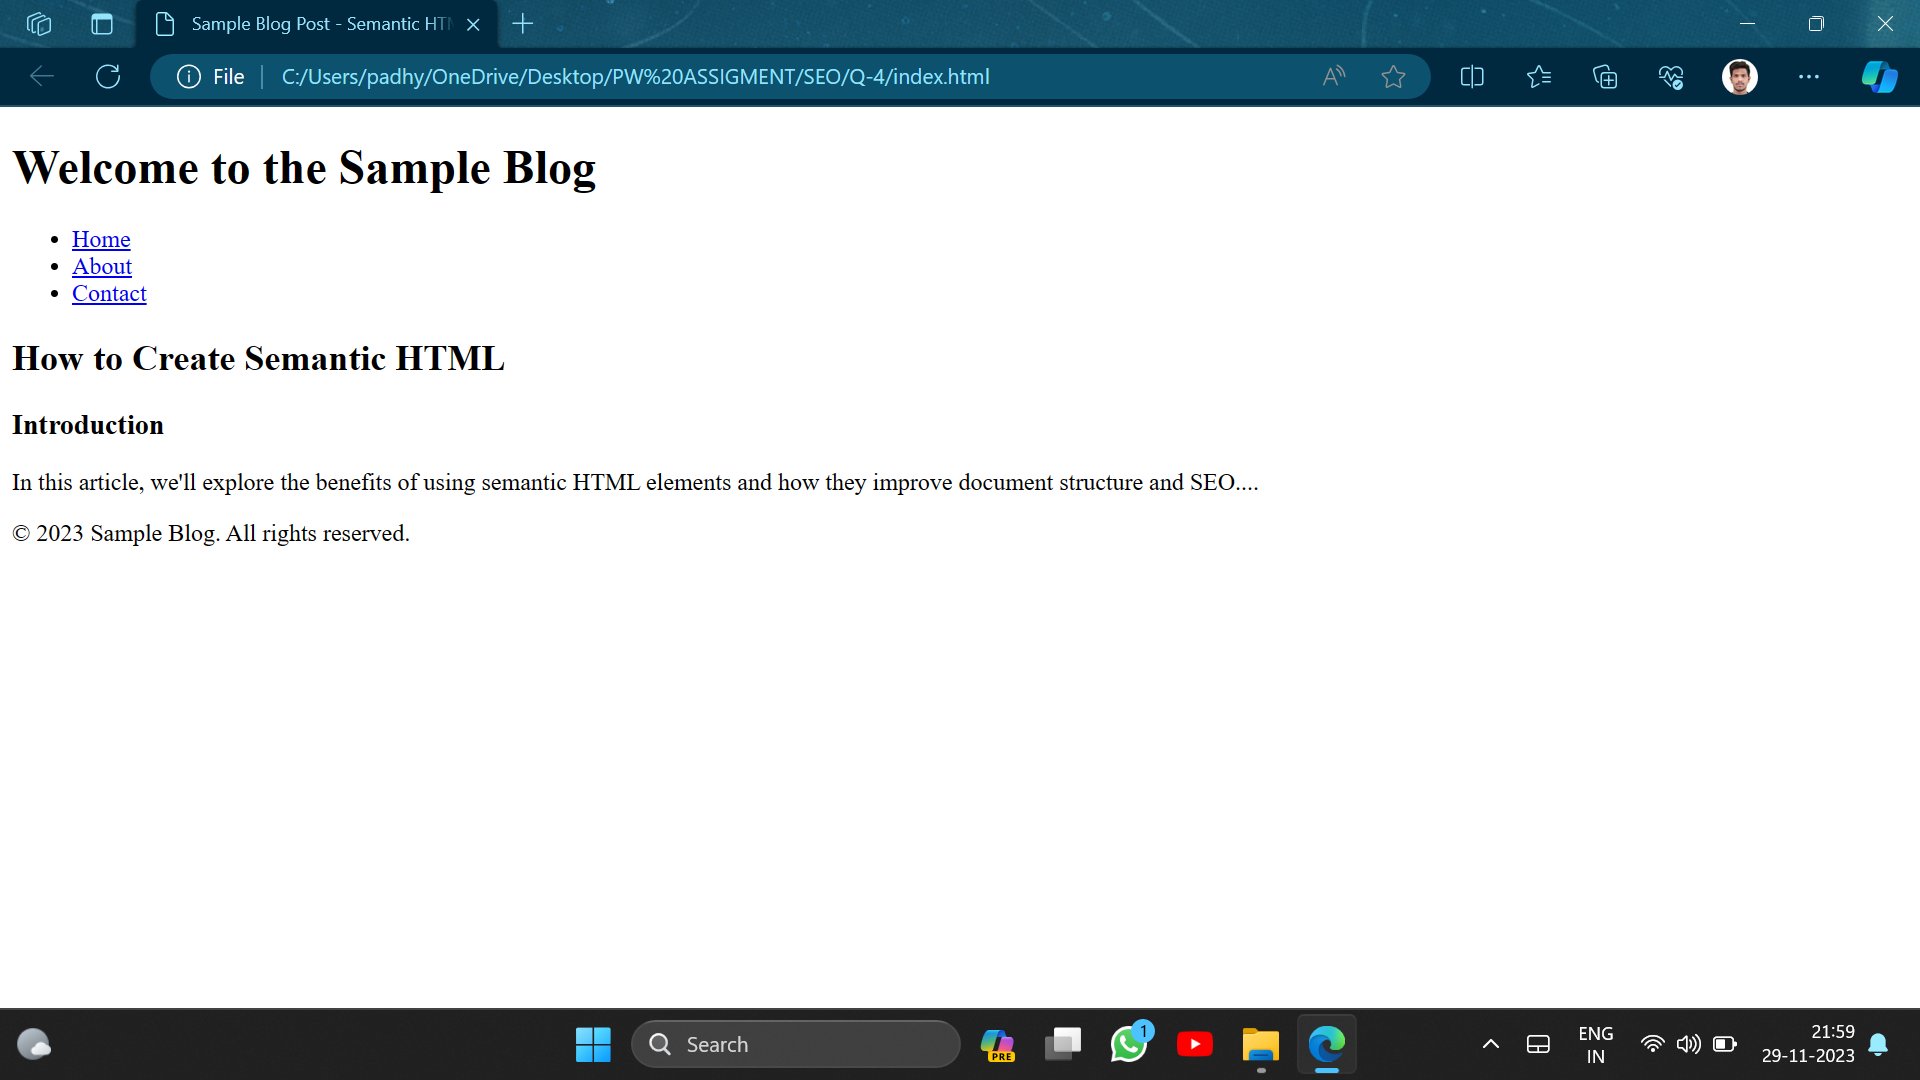 Sample Blog Post - Semantic HTM
File
C:/Users/padhy/OneDrive/Desktop/PW%20ASSIGMENT/SEO/Q-4/index.html
Welcome to the Sample Blog
Home
About
Contact
How to Create Semantic HTML
Introduction
In this article, we'll explore the benefits of using semantic HTML elements and how they improve document structure and SEO....
© 2023 Sample Blog. All rights reserved.
Search
PRE
1
ENG
IN
21:59
29-11-2023